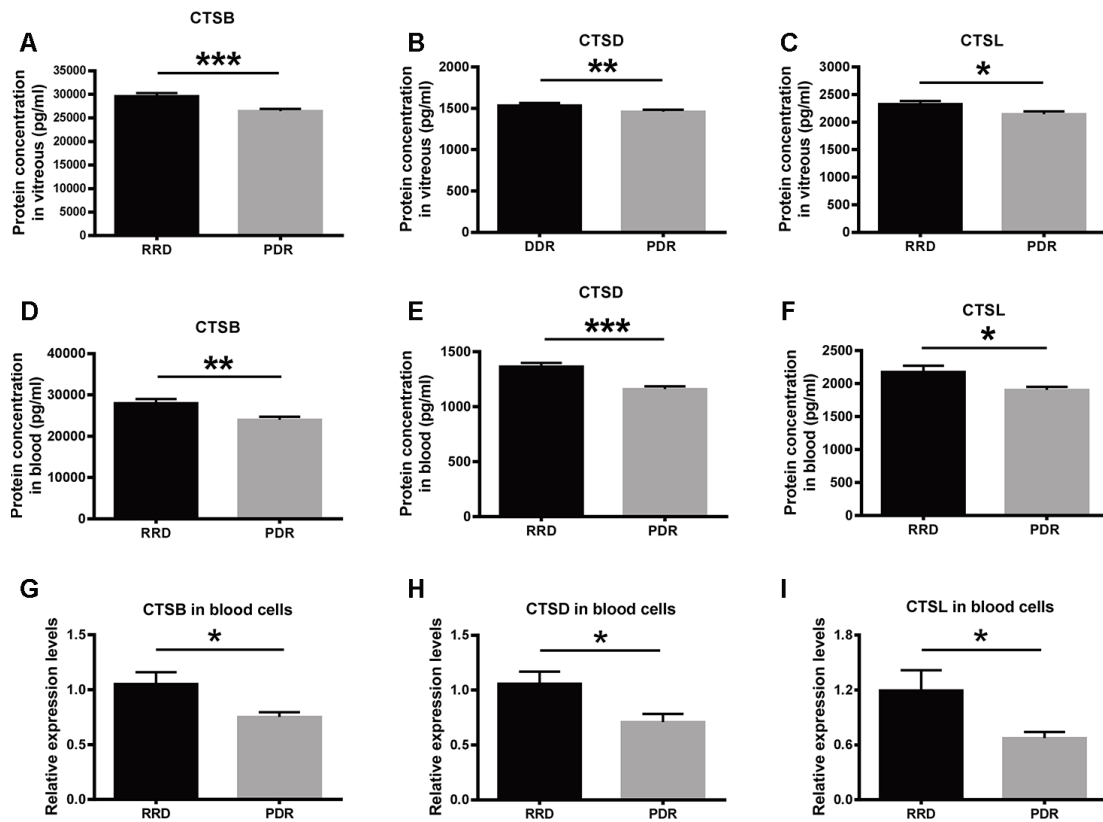 A
CTSB
***
Protein concentration
in vitreous (pg/ml)
35000
30000
25000
20000
15000
10000
5000
0
RRD
PDR
B
CTSD
**
Protein concentration
in vitreous (pg/ml)
2000
1500
1000
500
0
DDR
PDR
C
CTSL
*
Protein concentration
in vitreous (pg/ml)
3000
2500
2000
1500
1000
500
0
RRD
PDR
D
CTSB
**
Protein concentration
in blood (pg/ml)
40000
30000
20000
10000
0
RRD
PDR
E
CTSD
***
Protein concentration
in blood (pg/ml)
1500
1000
500
0
RRD
PDR
F
CTSL
*
Protein concentration
in blood (pg/ml)
2500
2000
1500
1000
500
0
RRD
PDR
G
CTSB in blood cells
*
Relative expression levels
1.5
1.0
0.5
0.0
RRD
PDR
H
CTSD in blood cells
*
Relative expression levels
1.5
1.0
0.5
0.0
RRD
PDR
I
CTSL in blood cells
*
Relative expression levels
1.8
1.2
0.6
0.0
RRD
PDR